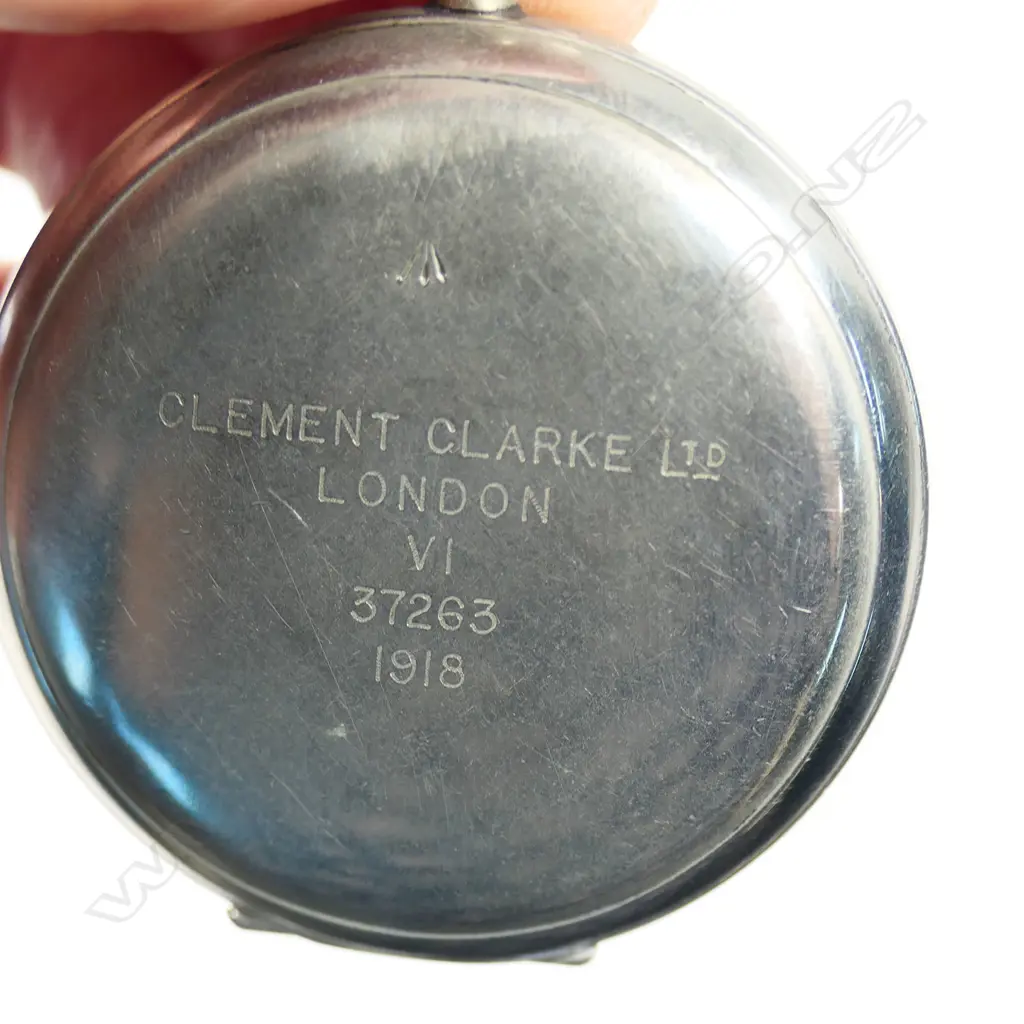 CLEMENT CLARKE LTD
LONDON
VI
37263
1918